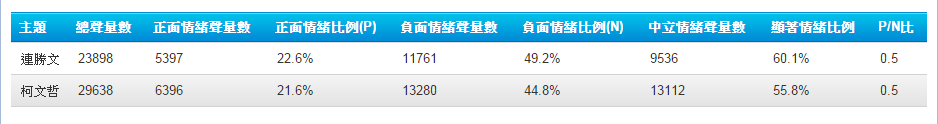 主題 總聲量數 正面情緒聲量數 正面情緒比例(P) 負面情緒聲量數 負面情緒比例(N) 中立情緒聲量數 顯著情緒比例 P/N比
連勝文 23898 5397 22.6% 11761 49.2% 9536 60.1% 0.5
柯文哲 29638 6396 21.6% 13280 44.8% 13112 55.8% 0.5